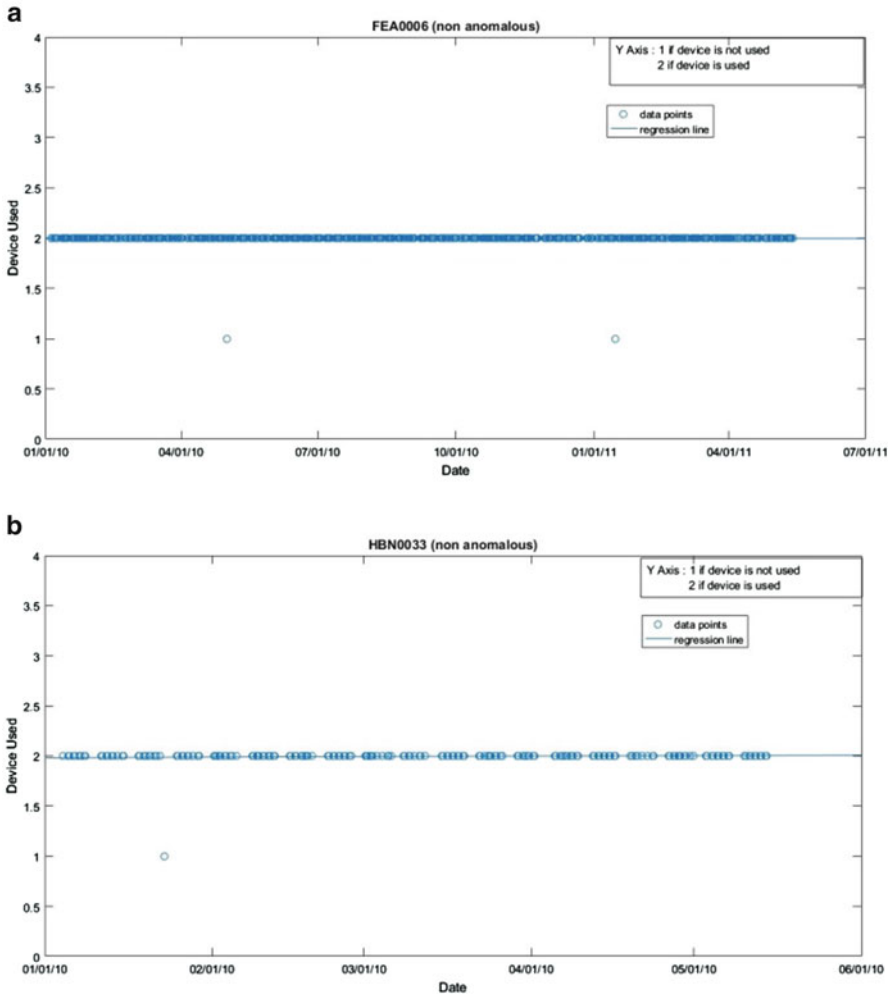 a
FEA0006 (non anomalous)
4
3.5
3
2.5
2
1.5
1
0.5
0
Device Used
Y Axis : 1 if device is not used
2 if device is used
data points
regression line
01/01/10 04/01/10 07/01/10 10/01/10 01/01/11 04/01/11 07/01/11
Date
b
HBN0033 (non anomalous)
4
3.5
3
2.5
2
1.5
1
0.5
0
Device Used
Y Axis : 1 if device is not used
2 if device is used
data points
regression line
01/01/10 02/01/10 03/01/10 04/01/10 05/01/10 06/01/10
Date